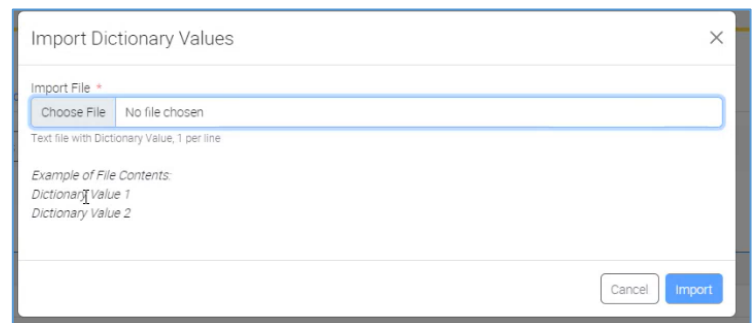 Import Dictionary Values
Import File *
Choose File No file chosen
Text file with Dictionary Value, 1 per line
Example of File Contents:
Dictionary Value 1
Dictionary Value 2
Cancel Import